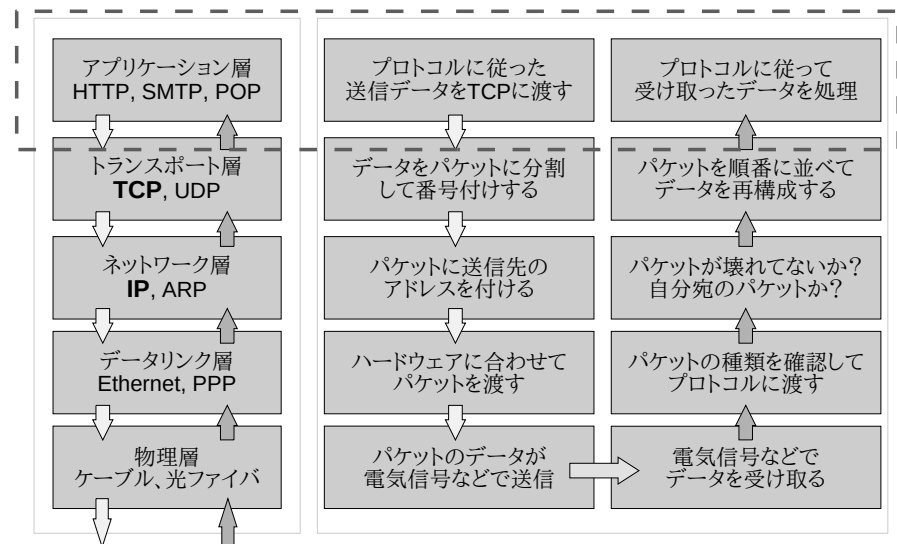 アプリケーション層
HTTP, SMTP, POP
トランスポート層
TCP, UDP
ネットワーク層
IP, ARP
データリンク層
Ethernet, PPP
物理層
ケーブル、光ファイバ
プロトコルに従った
送信データをTCPに渡す
データをパケットに分割
して番号付けする
パケットに送信先の
アドレスを付ける
ハードウェアに合わせて
パケットを渡す
パケットのデータが
電気信号などで送信
プロトコルに従って
受け取ったデータを処理
パケットを順番に並べて
データを再構成する
パケットが壊れてないか?
自分宛のパケットか?
パケットの種類を確認して
プロトコルに渡す
電気信号などで
データを受け取る